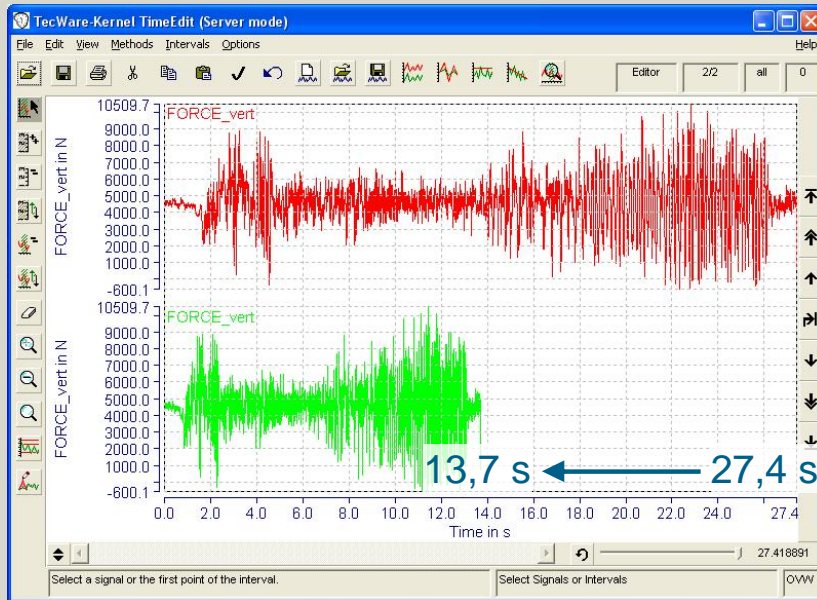 TecWare-Kernel TimeEdit (Server mode)
File Edit View Methods Intervals Options Help
Editor 2/2 all 0
10509.7
9000.0
8000.0
7000.0
6000.0
5000.0
4000.0
3000.0
2000.0
1000.0
-600.1
FORCE_vert in N
FORCE_vert
10509.7
9000.0
8000.0
7000.0
6000.0
5000.0
4000.0
3000.0
2000.0
1000.0
-600.1
FORCE_vert in N
FORCE_vert
13,7 s 27,4 s
0.0 2.0 4.0 6.0 8.0 10.0 12.0 14.0 16.0 18.0 20.0 22.0 24.0 27.4
Time in s
27.418891
Select a signal or the first point of the interval. Select Signals or Intervals OVW